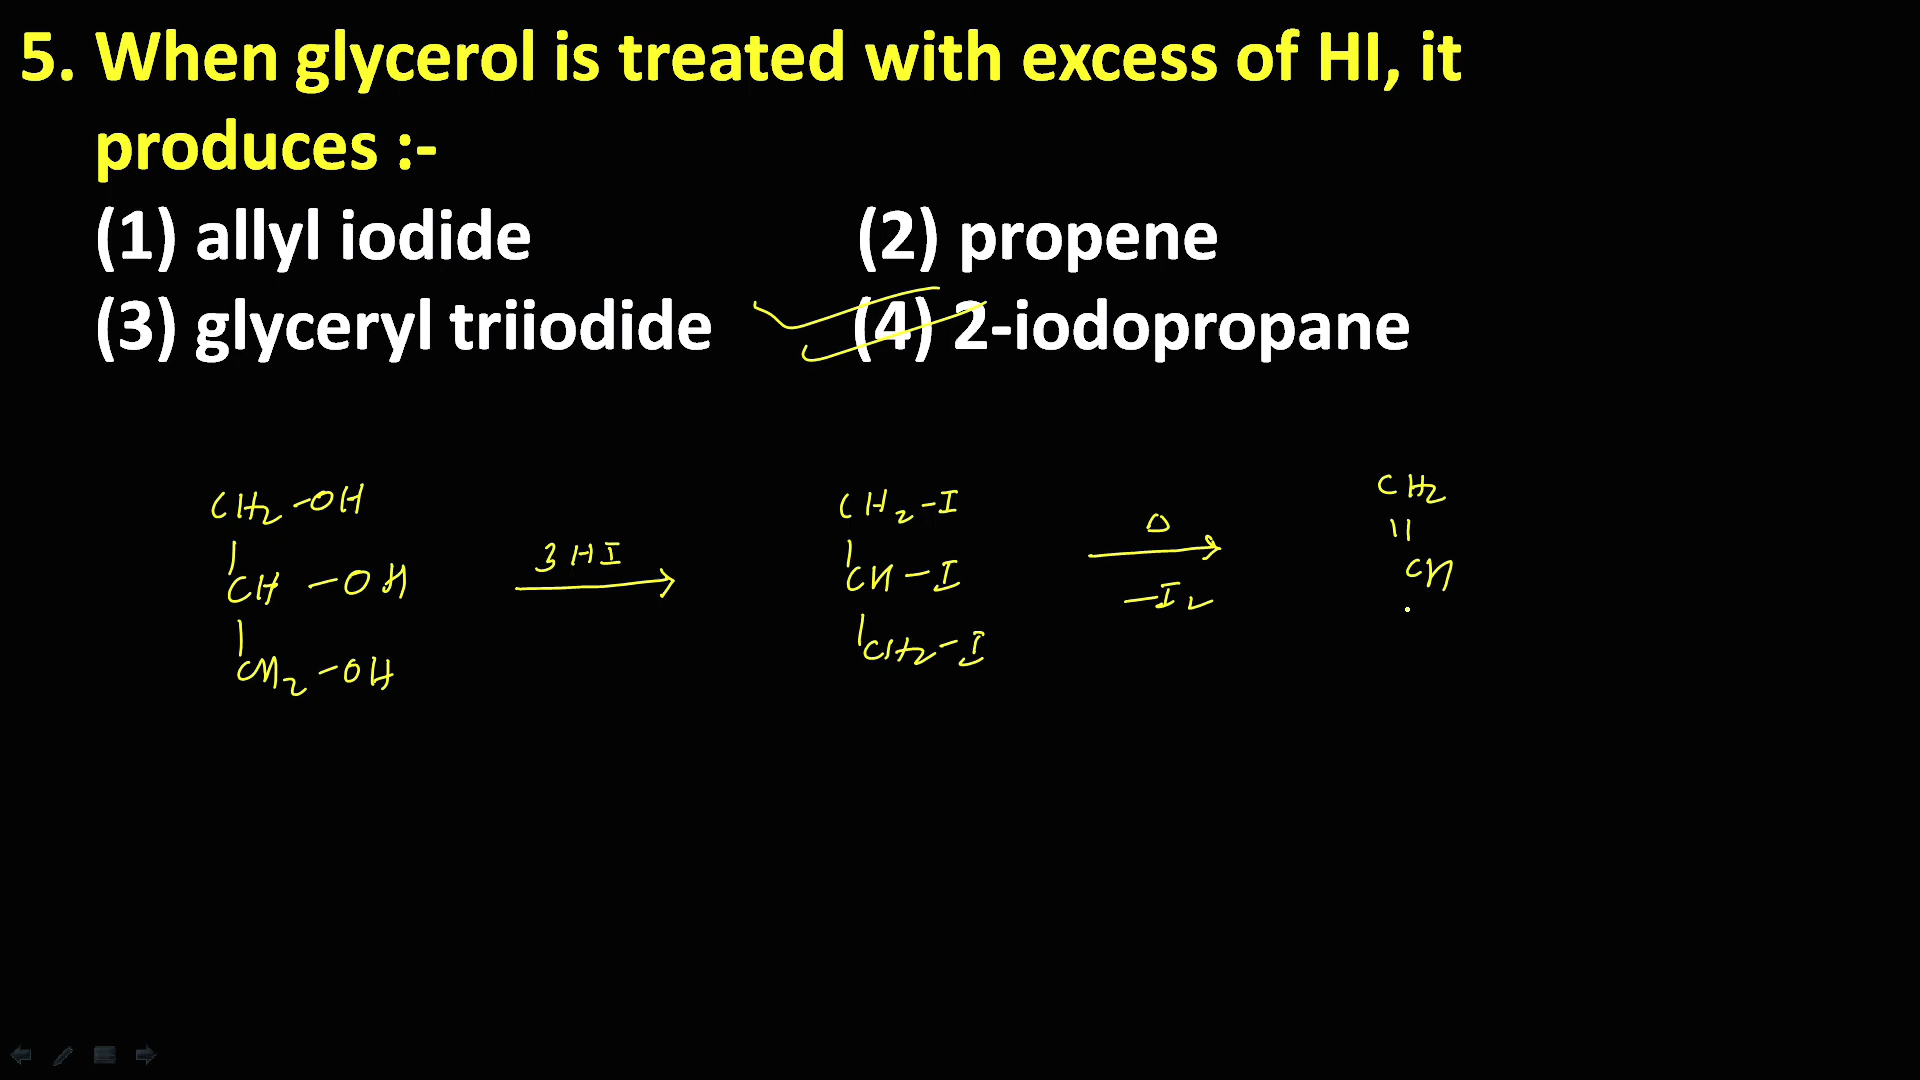 5. When glycerol is treated with excess of HI, it
produces :-
(1) allyl iodide (2) propene
(3) glyceryl triiodide (4) 2-iodopropane
CH2-OH
CH-OH
CH2-OH
3HI
CH2-I
CH-I
CH2-I
Δ
-I2
CH2
||
CH